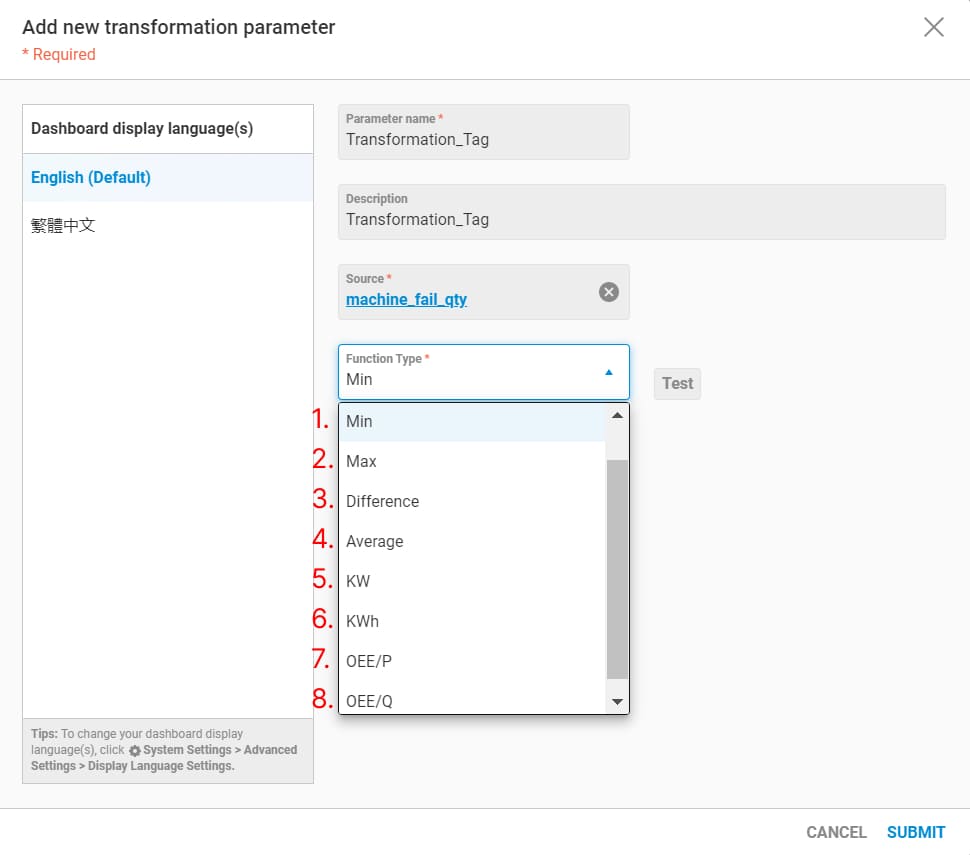 Add new transformation parameter
* Required
Dashboard display language(s)
English (Default)
繁體中文
Tips: To change your dashboard display
language(s), click System Settings > Advanced
Settings > Display Language Settings.
Parameter name *
Transformation_Tag
Description
Transformation_Tag
Source *
machine_fail_qty
Function Type *
Min
Test
1. Min
2. Max
3. Difference
4. Average
5. KW
6. KWh
7. OEE/P
8. OEE/Q
CANCEL SUBMIT